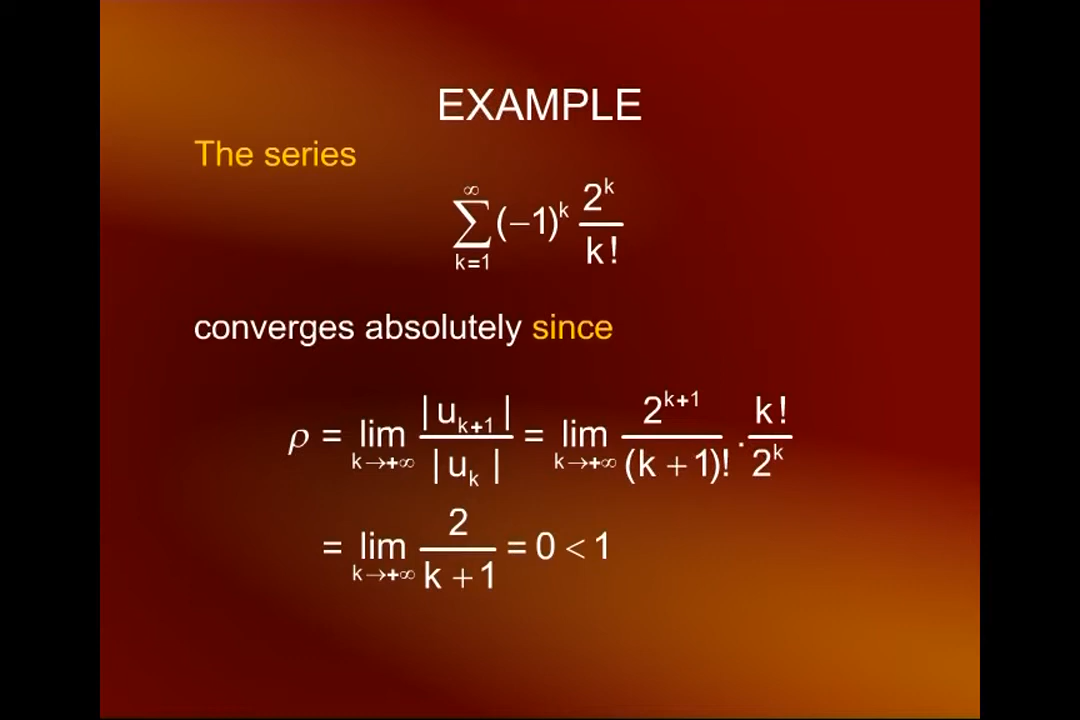 EXAMPLE
The series
∑_{k=1}^{∞} (−1)^k 2^k / k!
converges absolutely since
ρ = lim_{k→+∞} |u_{k+1}| / |u_k| = lim_{k→+∞} 2^{k+1} / (k + 1)! · k! / 2^k
= lim_{k→+∞} 2 / (k + 1) = 0 < 1